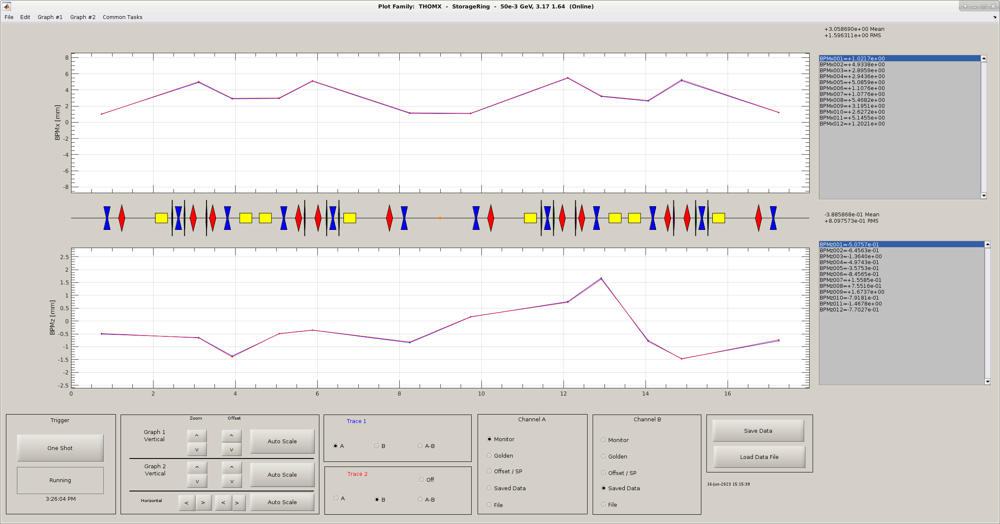 Plot Family:  THOMX  -  StorageRing  -  50e-3 GeV, 3.17 1.64  (Online)
File Edit Graph #1 Graph #2 Common Tasks
+3.058690e+00 Mean
+1.596311e+00 RMS
8
6
4
2
0
-2
-4
-6
-8
BPMx [mm]
BPMx001=+1.0217e+00
BPMx002=+4.9338e+00
BPMx003=+2.8959e+00
BPMx004=+2.9436e+00
BPMx005=+5.0859e+00
BPMx006=+1.1076e+00
BPMx007=+1.0776e+00
BPMx008=+5.4682e+00
BPMx009=+3.1951e+00
BPMx010=+2.6272e+00
BPMx011=+5.1455e+00
BPMx012=+1.2021e+00
-3.885868e-01 Mean
+8.097573e-01 RMS
2.5
2
1.5
1
0.5
0
-0.5
-1
-1.5
-2
-2.5
BPMz [mm]
0 2 4 6 8 10 12 14 16
BPMz001=-5.0757e-01
BPMz002=-6.4563e-01
BPMz003=-1.3640e+00
BPMz004=-4.9743e-01
BPMz005=-3.5753e-01
BPMz006=-8.4565e-01
BPMz007=+1.5585e-01
BPMz008=+7.5516e-01
BPMz009=+1.6737e+00
BPMz010=-7.9181e-01
BPMz011=-1.4678e+00
BPMz012=-7.7027e-01
Trigger
One Shot
Running
3:26:04 PM
Zoom Offset
Graph 1
Vertical
^ ^
v v
Auto Scale
Graph 2
Vertical
^ ^
v v
Auto Scale
Horizontal
< > < >
Auto Scale
Trace 1
A B A-B
Trace 2
Off
A B A-B
Channel A
Monitor
Golden
Offset / SP
Saved Data
File
Channel B
Monitor
Golden
Offset / SP
Saved Data
File
Save Data
Load Data File
16-Jun-2023 15:15:39